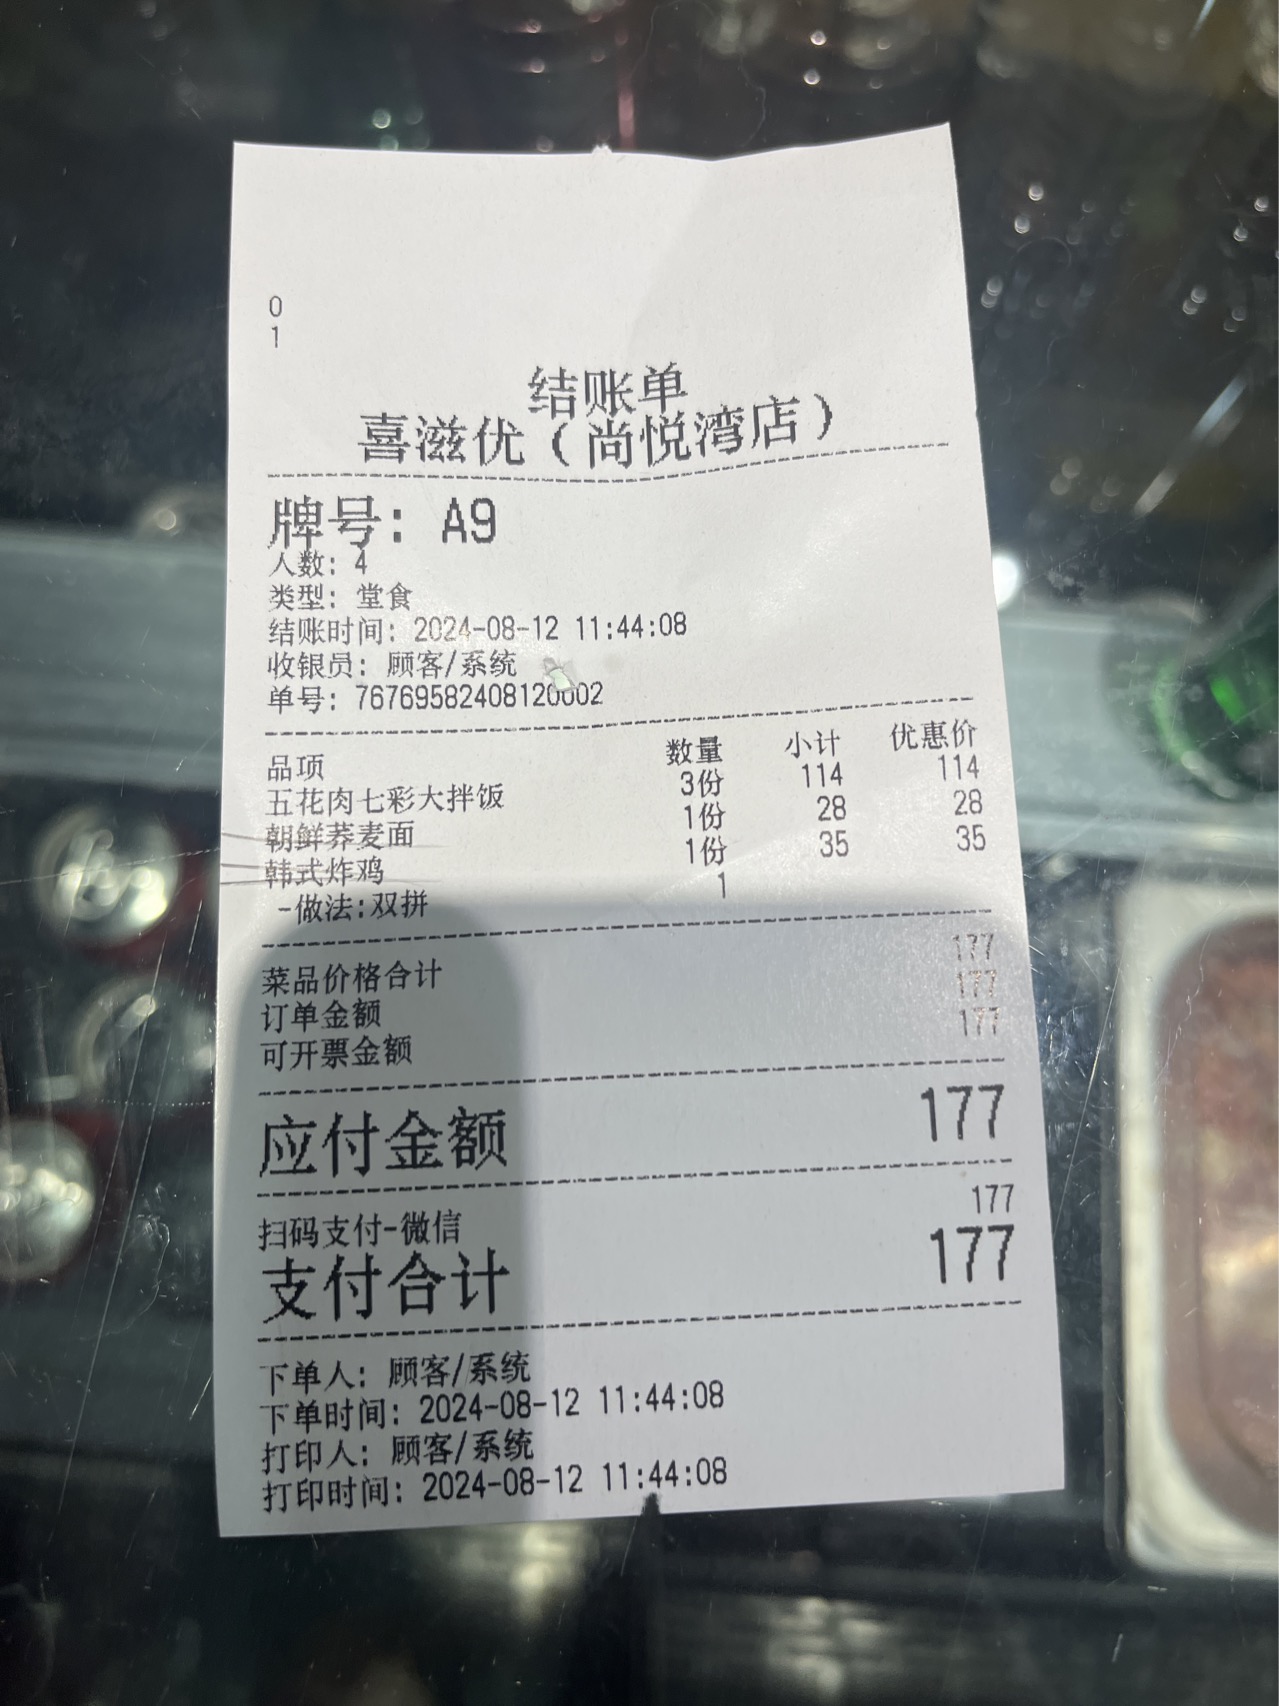 0
1
结账单
喜滋优（尚悦湾店）
牌号: A9
人数: 4
类型: 堂食
结账时间: 2024-08-12 11:44:08
收银员: 顾客/系统
单号: 767695824081200​02
品项 数量 小计 优惠价
五花肉七彩大拌饭 3份 114 114
朝鲜荞麦面 1份 28 28
韩式炸鸡 1份 35 35
-做法:双拼 1
菜品价格合计 177
订单金额 177
可开票金额 177
应付金额 177
扫码支付-微信 177
支付合计 177
下单人: 顾客/系统
下单时间: 2024-08-12 11:44:08
打印人: 顾客/系统
打印时间: 2024-08-12 11:44:08